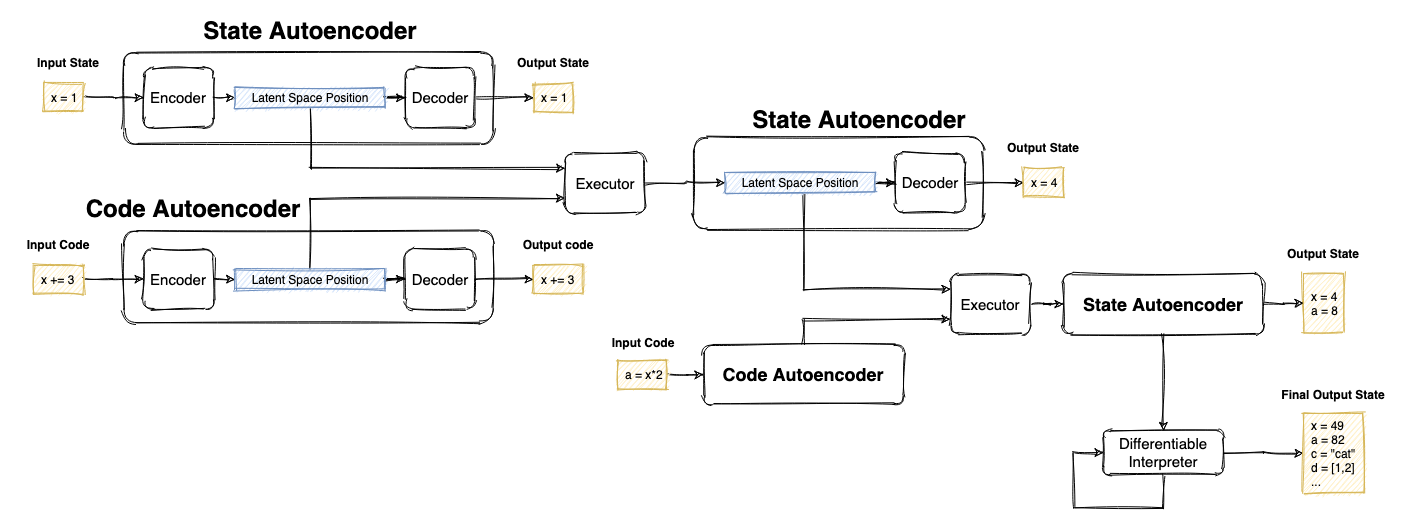 State Autoencoder
Input State
x = 1
Encoder
Latent Space Position
Decoder
Output State
x = 1
Code Autoencoder
Input Code
x += 3
Encoder
Latent Space Position
Decoder
Output code
x += 3
Executor
State Autoencoder
Latent Space Position
Decoder
Output State
x = 4
Input Code
a = x*2
Code Autoencoder
Executor
State Autoencoder
Output State
x = 4
a = 8
Differentiable
Interpreter
Final Output State
x = 49
a = 82
c = "cat"
d = [1,2]
...